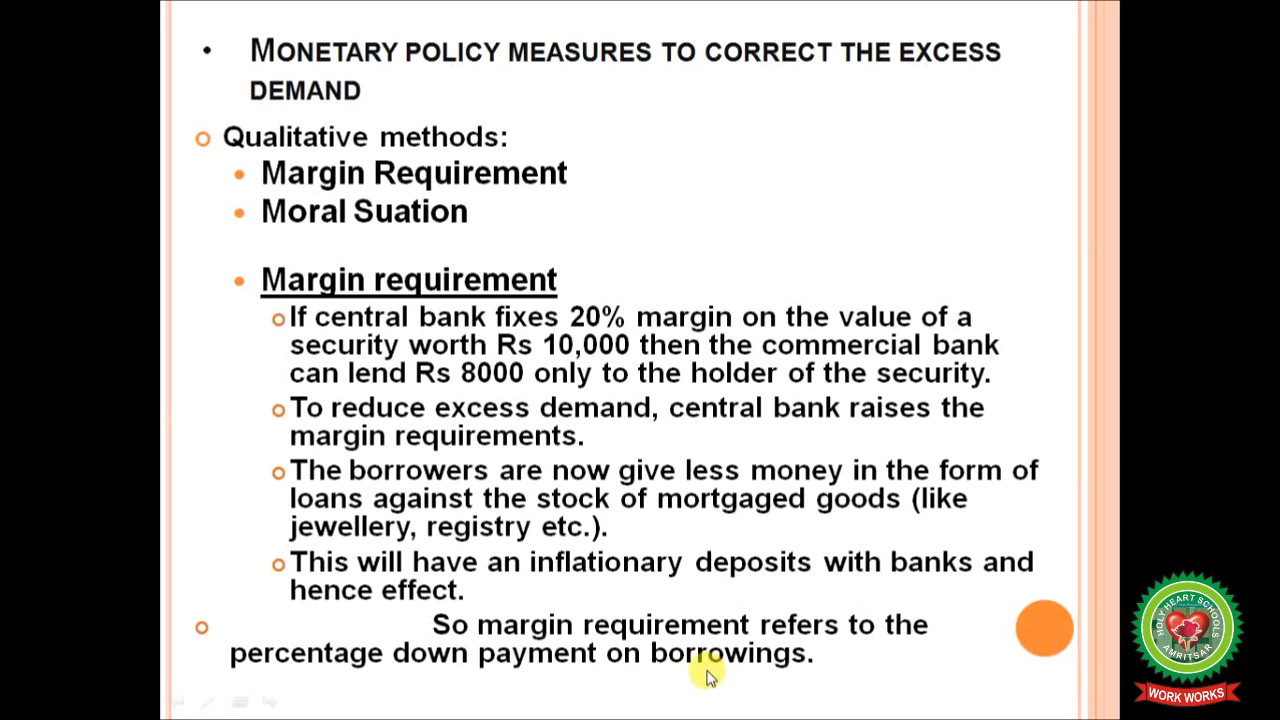 MONETARY POLICY MEASURES TO CORRECT THE EXCESS
DEMAND
Qualitative methods:
Margin Requirement
Moral Suation
Margin requirement
If central bank fixes 20% margin on the value of a
security worth Rs 10,000 then the commercial bank
can lend Rs 8000 only to the holder of the security.
To reduce excess demand, central bank raises the
margin requirements.
The borrowers are now give less money in the form of
loans against the stock of mortgaged goods (like
jewellery, registry etc.).
This will have an inflationary deposits with banks and
hence effect.
So margin requirement refers to the
percentage down payment on borrowings.
HOLY HEART SCHOOLS
AMRITSAR
WORK WORKS